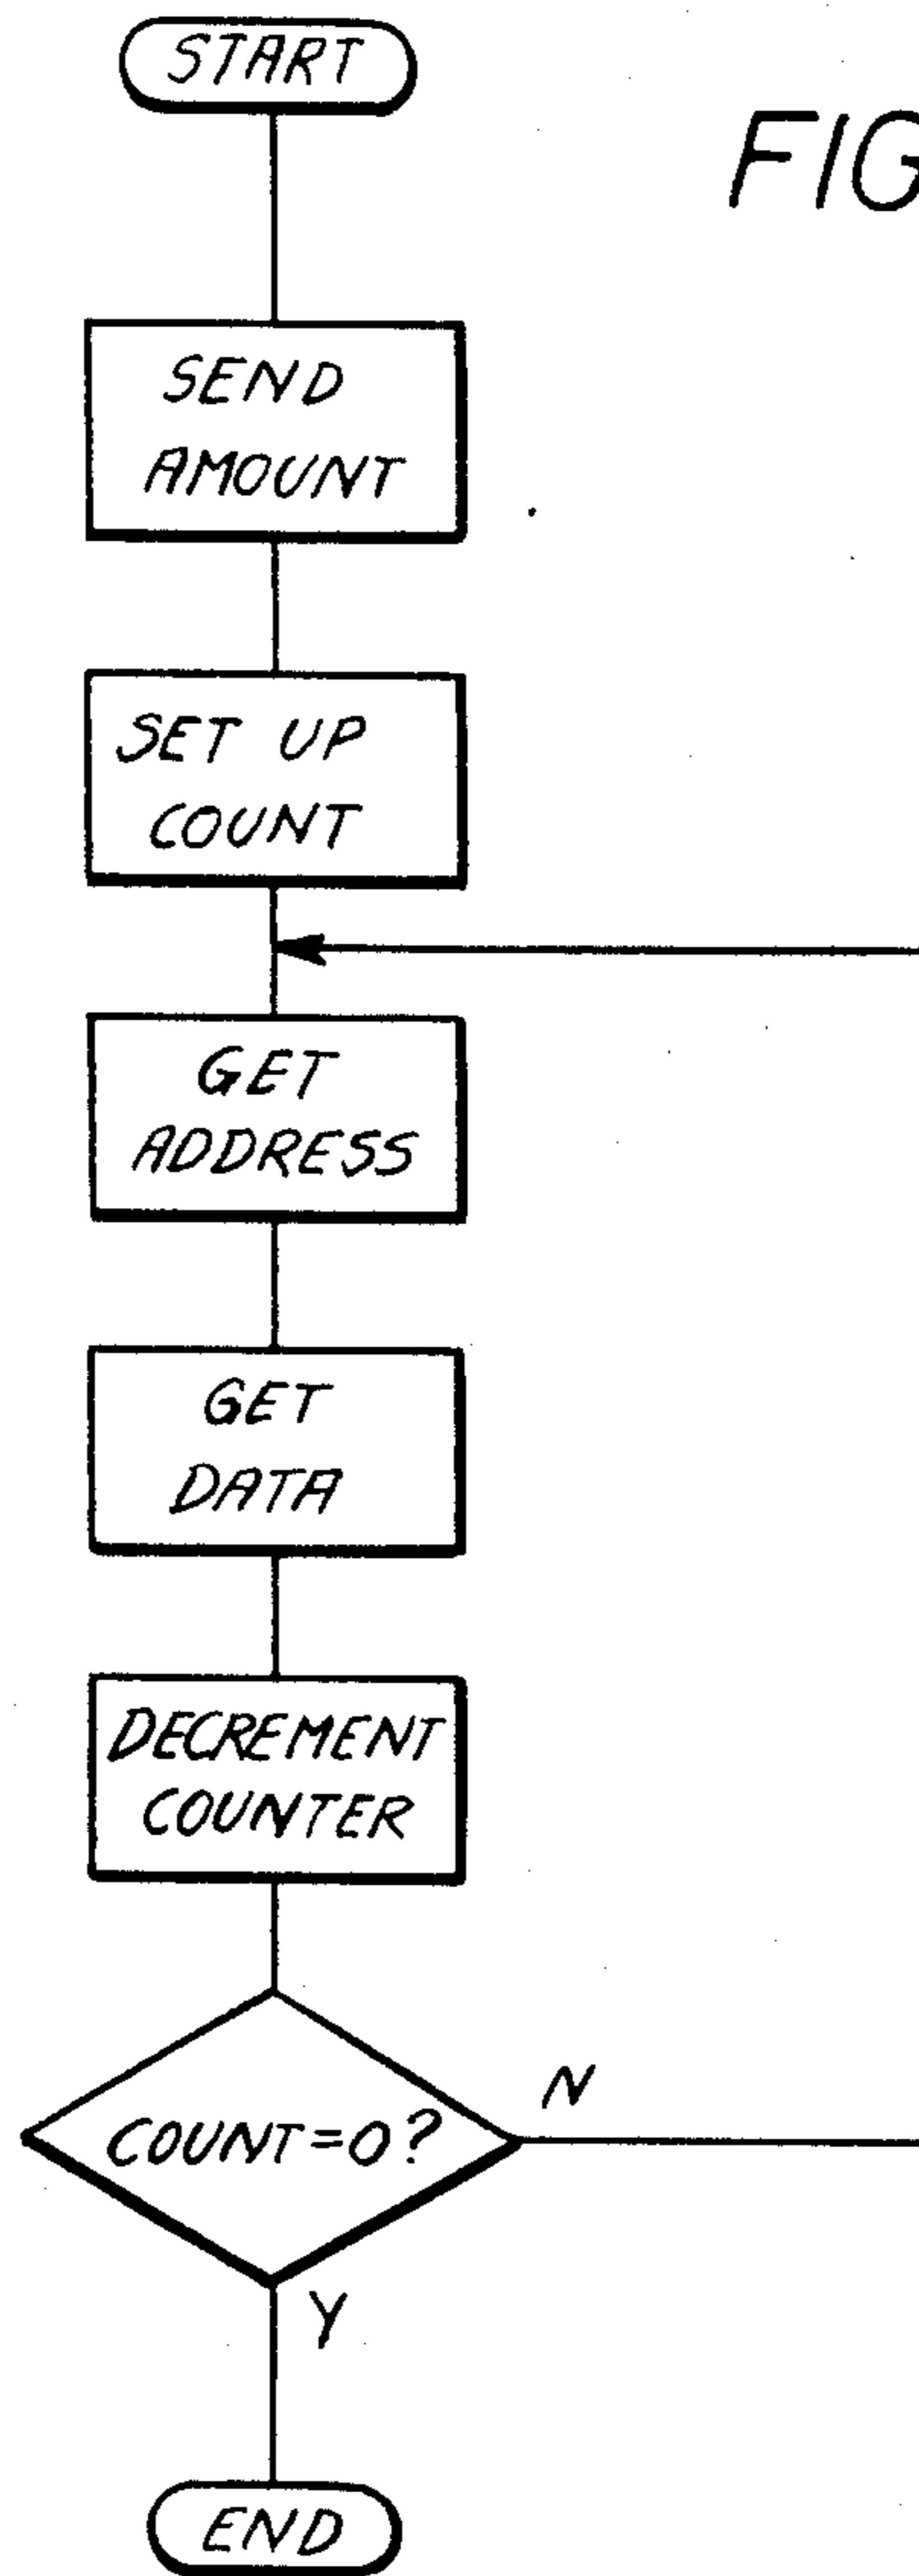 START
FIG
SEND
AMOUNT
SET UP
COUNT
GET
ADDRESS
GET
DATA
DECREMENT
COUNTER
COUNT=0?
N
Y
END